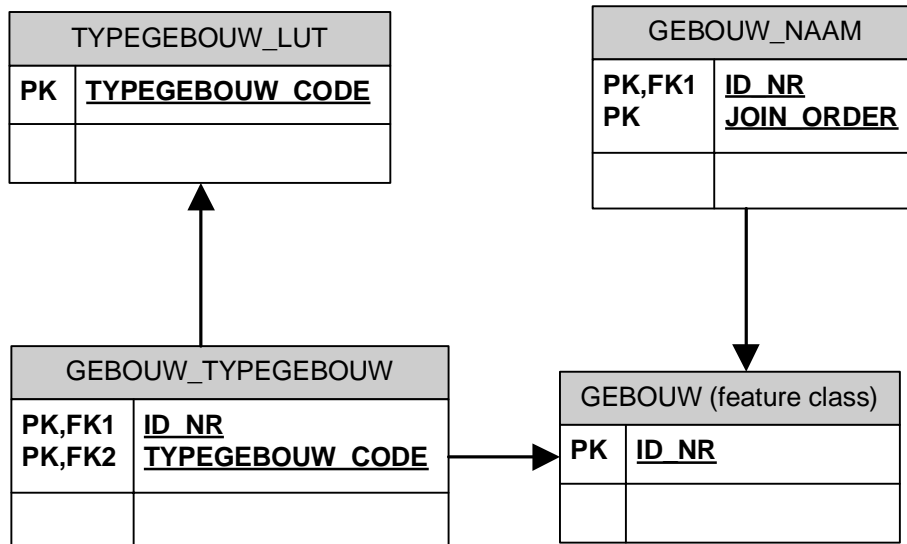 TYPEGEBOUW_LUT
PK TYPEGEBOUW_CODE
GEBOUW_NAAM
PK,FK1 ID_NR
PK JOIN_ORDER
GEBOUW_TYPEGEBOUW
PK,FK1 ID_NR
PK,FK2 TYPEGEBOUW_CODE
GEBOUW (feature class)
PK ID_NR